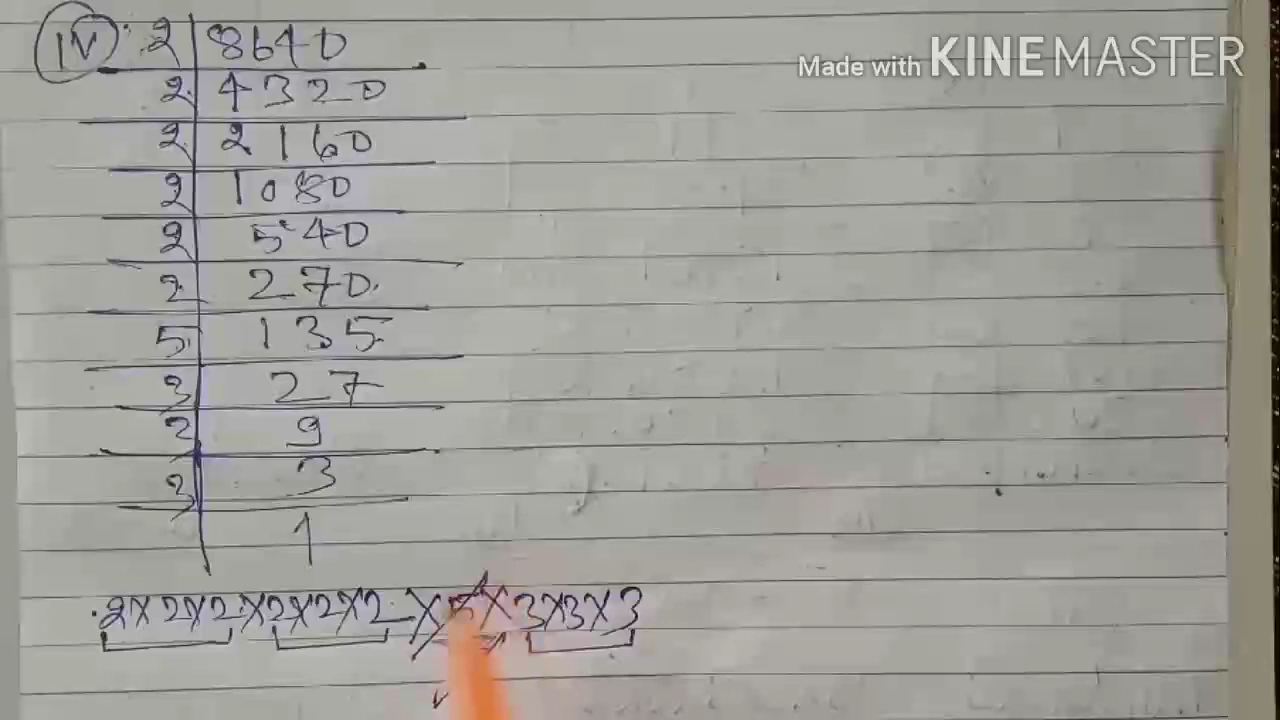 IV 2 | 8640
Made with KINEMASTER
2 | 4320
2 | 2160
2 | 1080
2 | 540
2 | 270
5 | 135
3 | 27
3 | 9
3 | 3
1
2×2×2×2×2×2×5×3×3×3